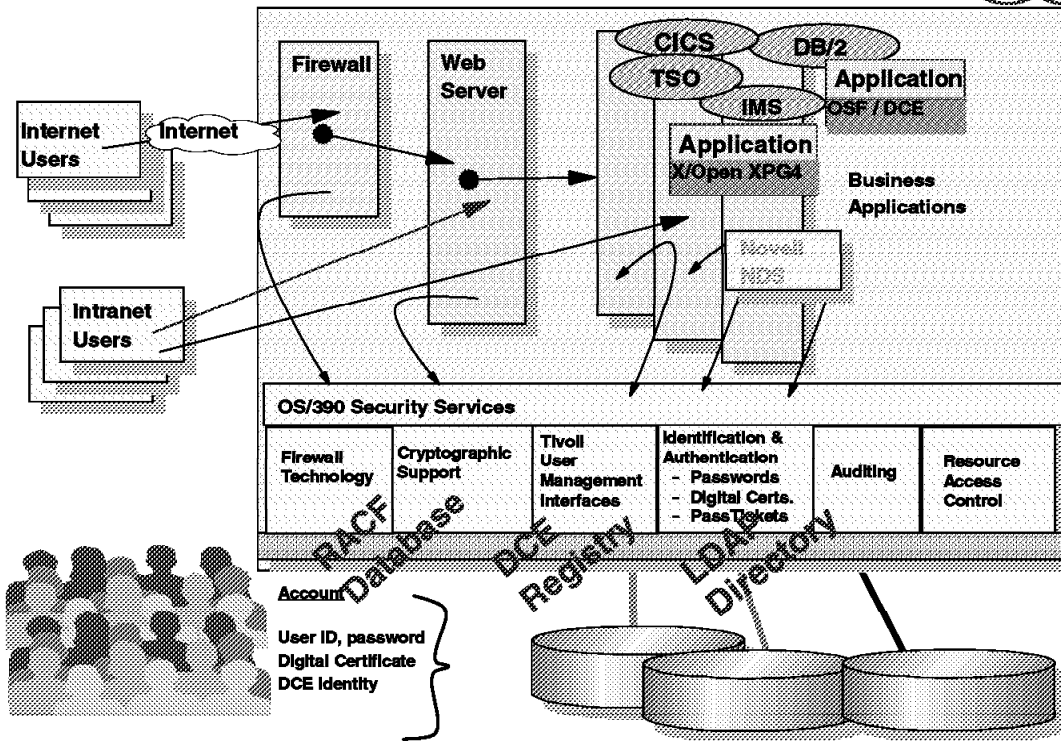 Firewall
Web
Server
CICS
DB/2
TSO
Application
IMS
OSF / DCE
Internet
Users
Internet
Application
X/Open XPG4
Business
Applications
Novell
NDS
Intranet
Users
OS/390 Security Services
Firewall
Technology
Cryptographic
Support
Tivoli
User
Management
Interfaces
Identification &
Authentication
- Passwords
- Digital Certs.
- PassTickets
Auditing
Resource
Access
Control
RACF
Database
DCE
Registry
LDAP
Directory
Account
User ID, password
Digital Certificate
DCE Identity